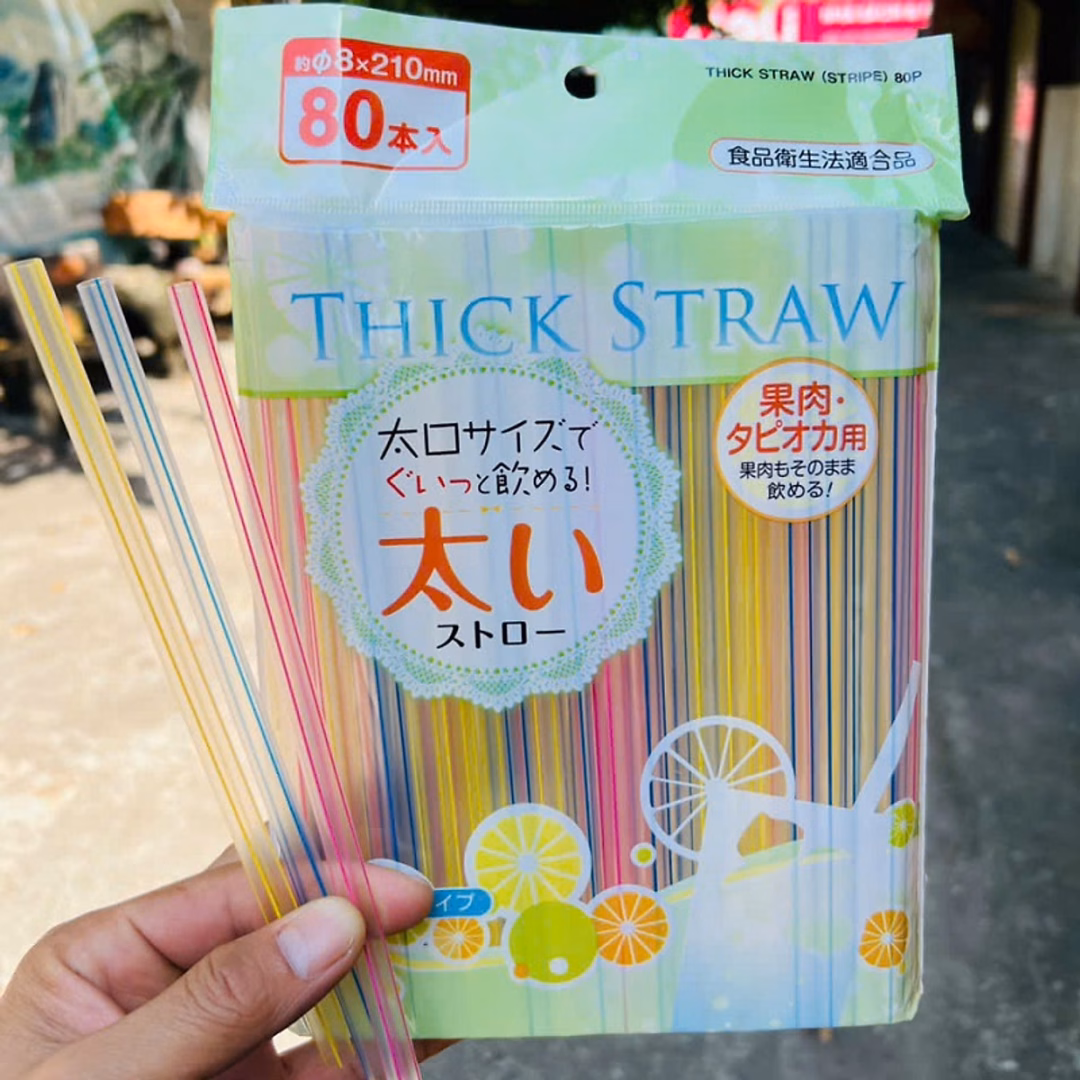 約φ8×210mm
80本入
THICK STRAW (STRIPE) 80P
食品衛生法適合品
THICK STRAW
太口サイズで
ぐいっと飲める!
太い
ストロー
果肉・
タピオカ用
果肉もそのまま
飲める!
イプ